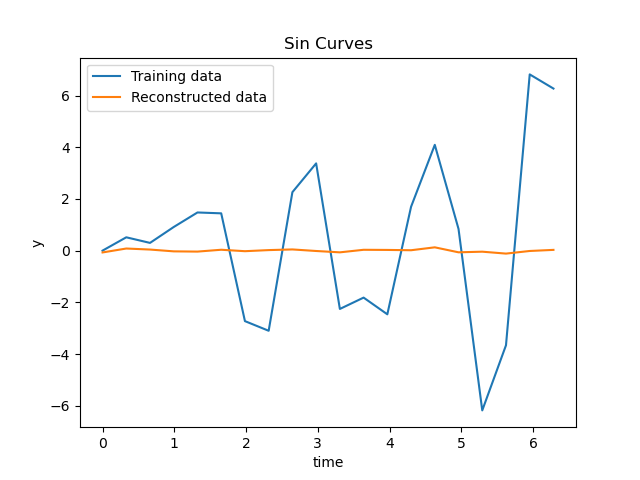 Sin Curves
Training data
Reconstructed data
6
4
2
0
−2
−4
−6
y
0 1 2 3 4 5 6
time